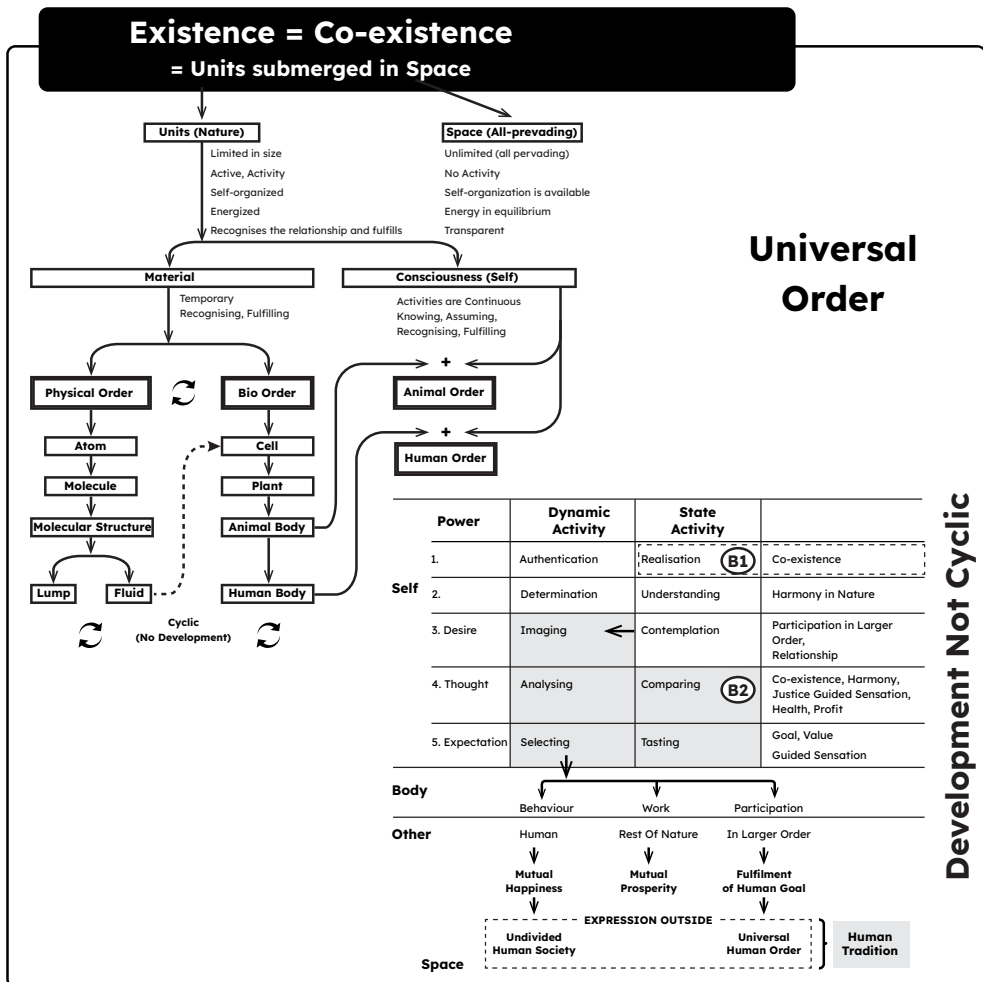 Existence = Co-existence
= Units submerged in Space
Units (Nature)
Limited in size
Active, Activity
Self-organized
Energized
Recognises the relationship and fulfills
Space (All-prevading)
Unlimited (all pervading)
No Activity
Self-organization is available
Energy in equilibrium
Transparent
Universal
Order
Material
Temporary
Recognising, Fulfilling
Consciousness (Self)
Activities are Continuous
Knowing, Assuming,
Recognising, Fulfilling
Physical Order
Bio Order
+
Animal Order
+
Human Order
Atom
Cell
Molecule
Plant
Molecular Structure
Animal Body
Lump
Fluid
Human Body
Cyclic
(No Development)
Power
Dynamic
Activity
State
Activity
Self
1.
Authentication
Realisation
B1
Co-existence
2.
Determination
Understanding
Harmony in Nature
3. Desire
Imaging
Contemplation
Participation in Larger
Order,
Relationship
4. Thought
Analysing
Comparing
B2
Co-existence, Harmony,
Justice Guided Sensation,
Health, Profit
5. Expectation
Selecting
Tasting
Goal, Value
Guided Sensation
Body
Behaviour
Work
Participation
Other
Human
Rest Of Nature
In Larger Order
Mutual
Happiness
Mutual
Prosperity
Fulfilment
of Human Goal
EXPRESSION OUTSIDE
Undivided
Human Society
Universal
Human Order
Human
Tradition
Space
Development Not Cyclic